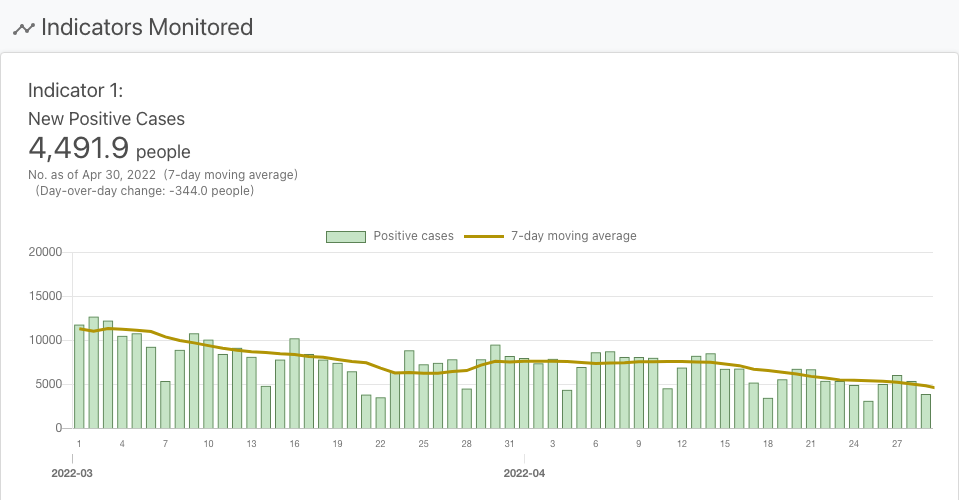 Indicators Monitored
Indicator 1:
New Positive Cases
4,491.9 people
No. as of Apr 30, 2022 (7-day moving average)
(Day-over-day change: -344.0 people)
Positive cases 7-day moving average
20000
15000
10000
5000
0
1 4 7 10 13 16 19 22 25 28 31 3 6 9 12 15 18 21 24 27
2022-03 2022-04